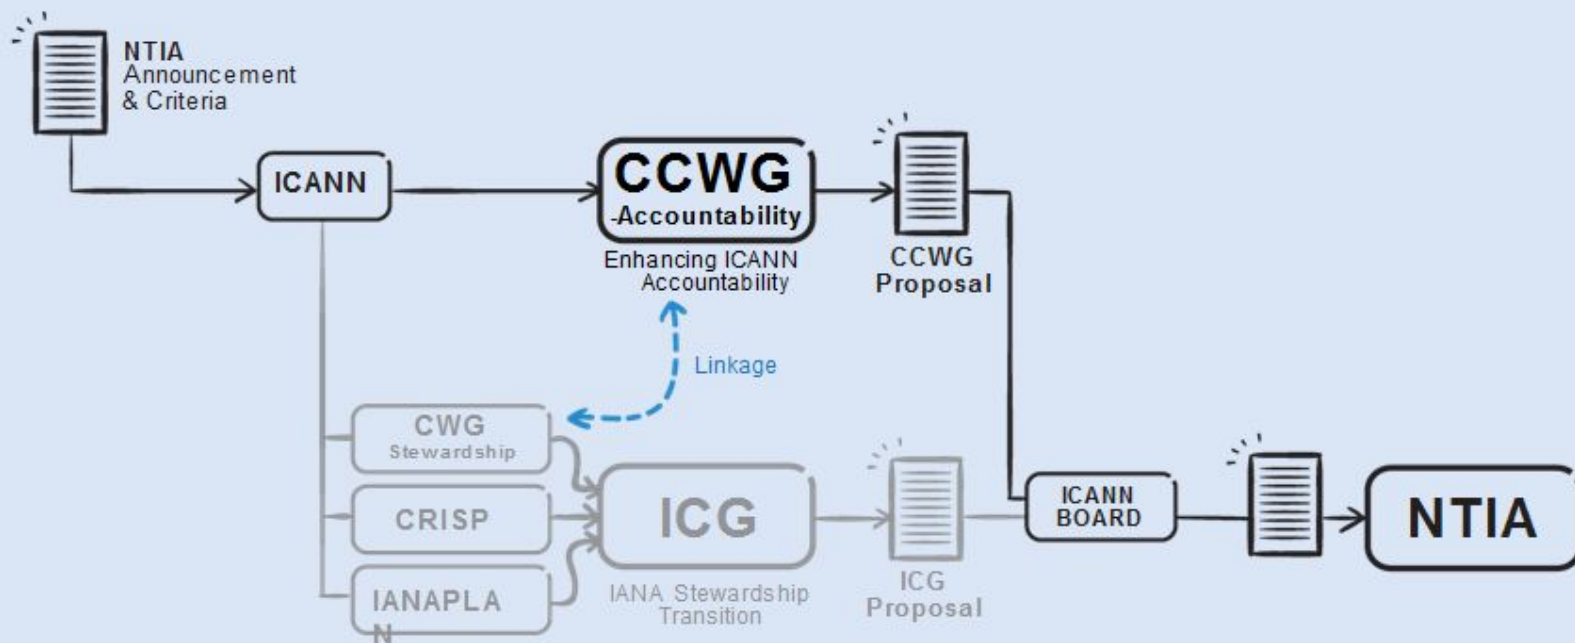 NTIA
Announcement
& Criteria
ICANN
CCWG
-Accountability
Enhancing ICANN
Accountability
CCWG
Proposal
Linkage
CWG
Stewardship
CRISP
IANAPLA
N
ICG
IANA Stewardship
Transition
ICG
Proposal
ICANN
BOARD
NTIA